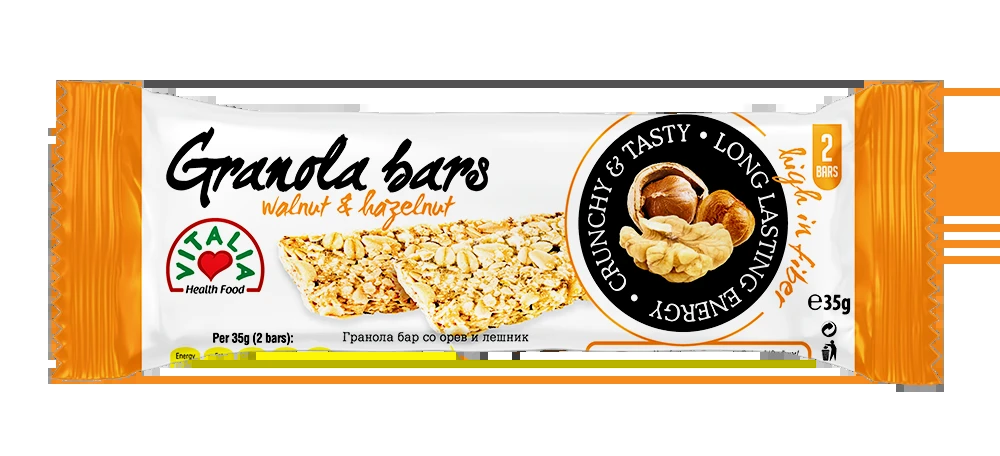 Granola bars
walnut & hazelnut
VITALIA
Health Food
CRUNCHY & TASTY • LONG LASTING ENERGY •
high in fiber
2
BARS
℮35g
Per 35g (2 bars):
Гранола бар со орев и лешник
Energy